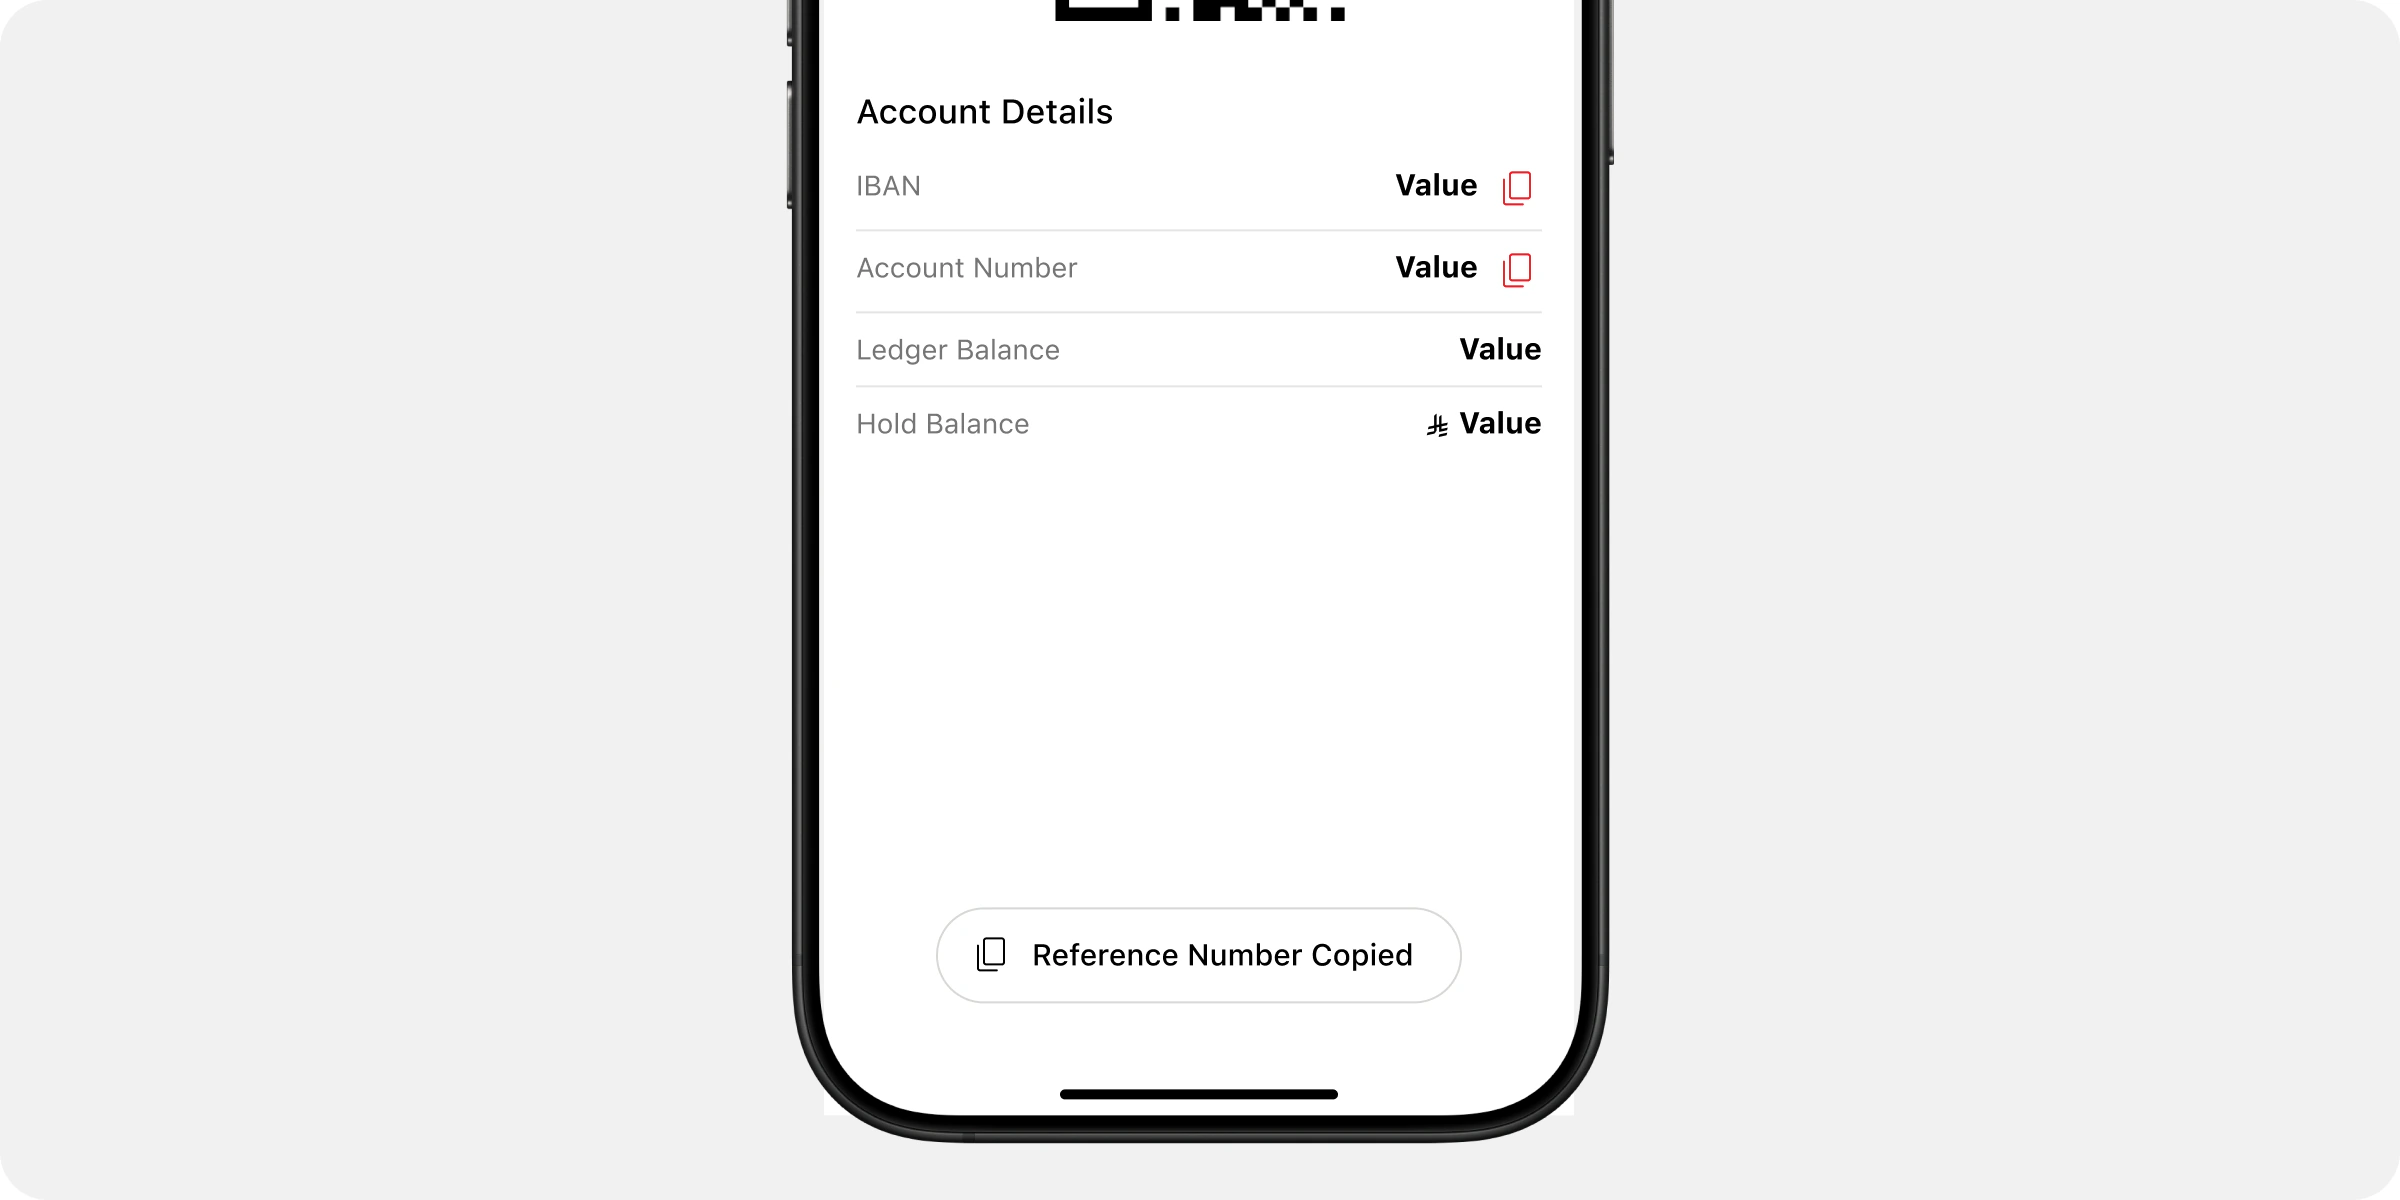 Account Details
IBAN Value
Account Number Value
Ledger Balance Value
Hold Balance Value
Reference Number Copied